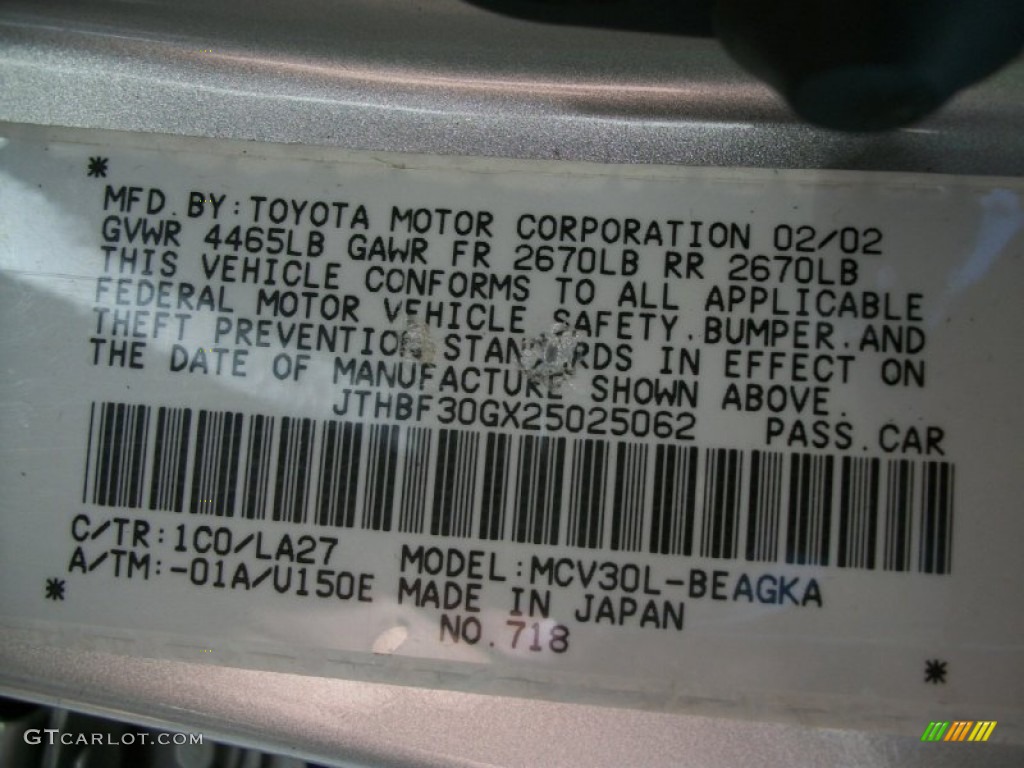 MFD.BY:TOYOTA MOTOR CORPORATION 02/02
GVWR 4465LB GAWR FR 2670LB RR 2670LB
THIS VEHICLE CONFORMS TO ALL APPLICABLE
FEDERAL MOTOR VEHICLE SAFETY.BUMPER.AND
THEFT PREVENTION STANDARDS IN EFFECT ON
THE DATE OF MANUFACTURE SHOWN ABOVE.
JTHBF30GX25025062 PASS.CAR
C/TR:1C0/LA27 MODEL:MCV30L-BEAGKA
A/TM:-01A/U150E MADE IN JAPAN
NO.718
GTCARLOT.COM